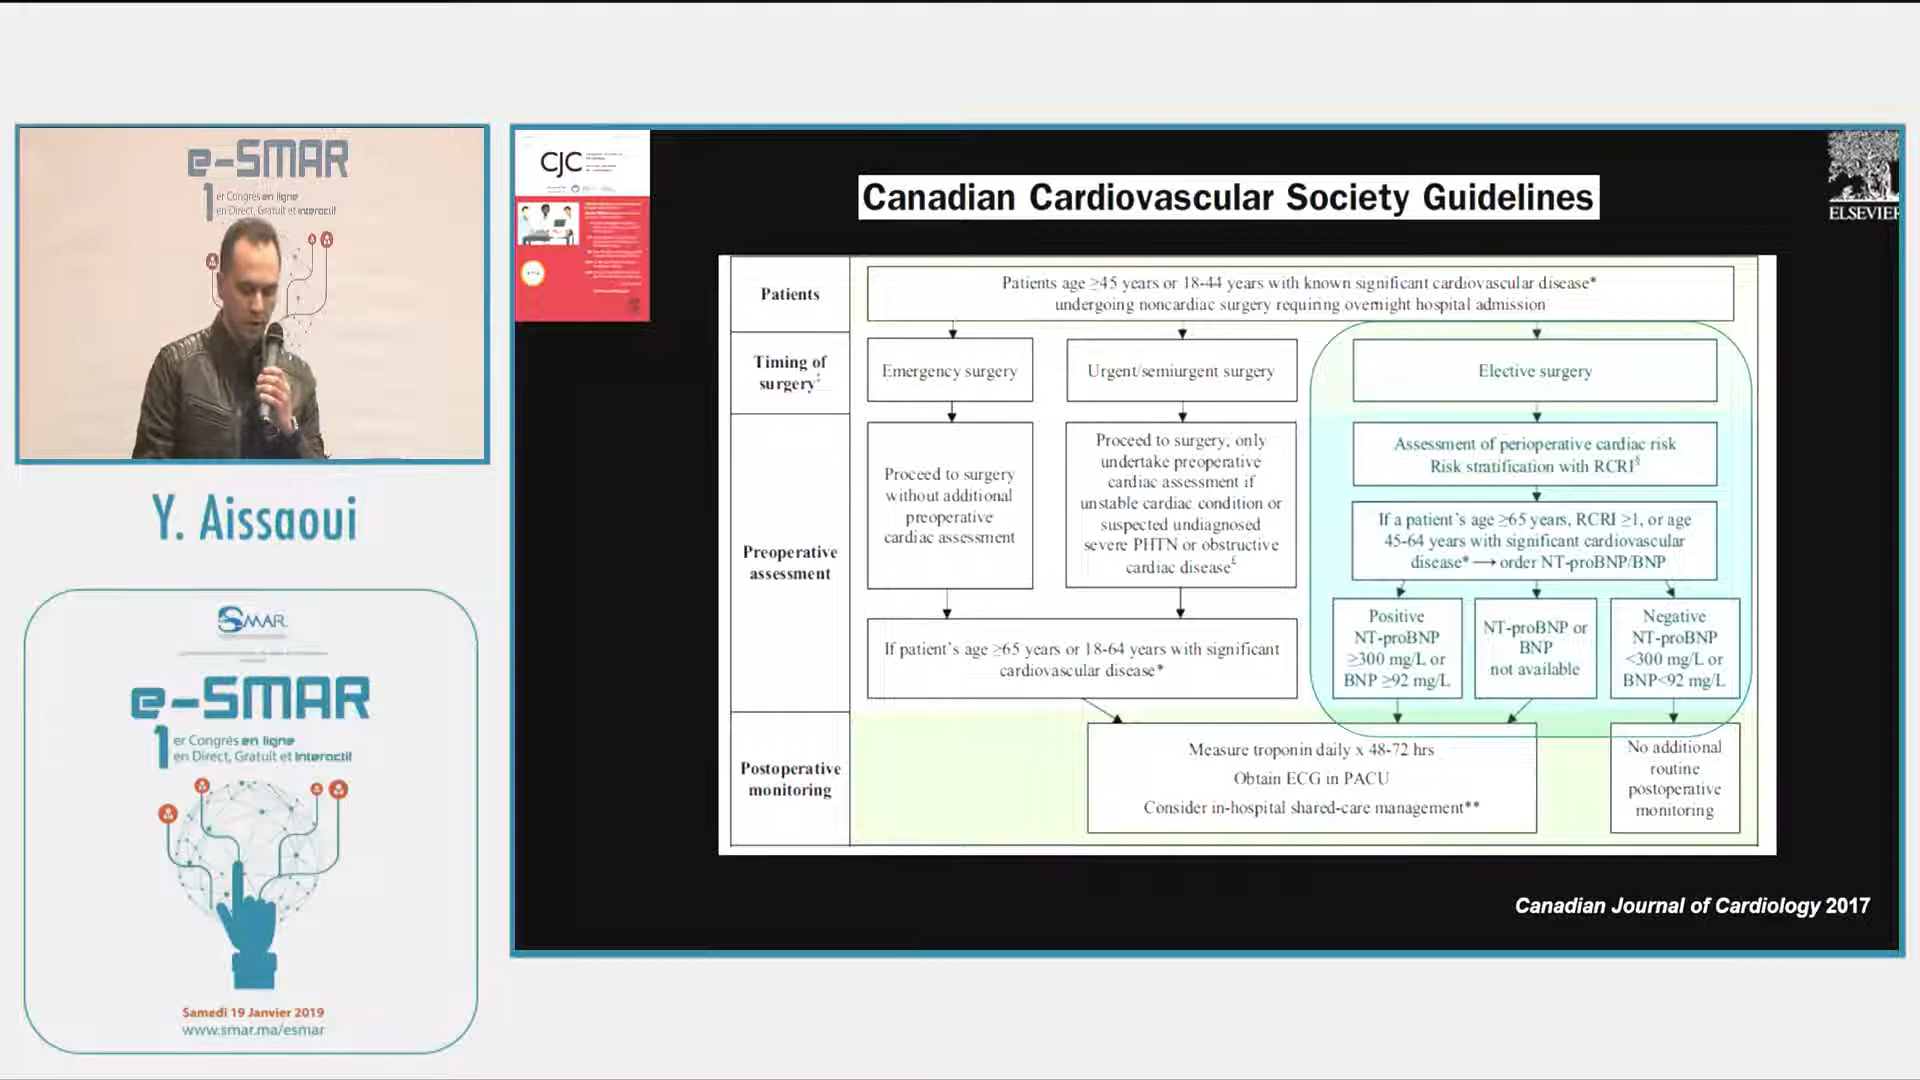 e-SMAR
1er Congrès en ligne
en Direct, Gratuit et Interactif
Y. Aissaoui
SMAR
e-SMAR
1er Congrès en ligne
en Direct, Gratuit et Interactif
Samedi 19 Janvier 2019
www.smar.ma/esmar
CJC
Canadian Cardiovascular Society Guidelines
ELSEVIER
Patients
Patients age ≥45 years or 18-44 years with known significant cardiovascular disease*
undergoing noncardiac surgery requiring overnight hospital admission
Timing of
surgery‡
Emergency surgery
Urgent/semiurgent surgery
Elective surgery
Preoperative
assessment
Proceed to surgery
without additional
preoperative
cardiac assessment
Proceed to surgery; only
undertake preoperative
cardiac assessment if
unstable cardiac condition or
suspected undiagnosed
severe PHTN or obstructive
cardiac disease£
Assessment of perioperative cardiac risk
Risk stratification with RCRI§
If a patient's age ≥65 years, RCRI ≥1, or age
45-64 years with significant cardiovascular
disease* → order NT-proBNP/BNP
If patient's age ≥65 years or 18-64 years with significant
cardiovascular disease*
Positive
NT-proBNP
≥300 mg/L or
BNP ≥92 mg/L
NT-proBNP or
BNP
not available
Negative
NT-proBNP
<300 mg/L or
BNP<92 mg/L
Postoperative
monitoring
Measure troponin daily x 48-72 hrs
Obtain ECG in PACU
Consider in-hospital shared-care management**
No additional
routine
postoperative
monitoring
Canadian Journal of Cardiology 2017